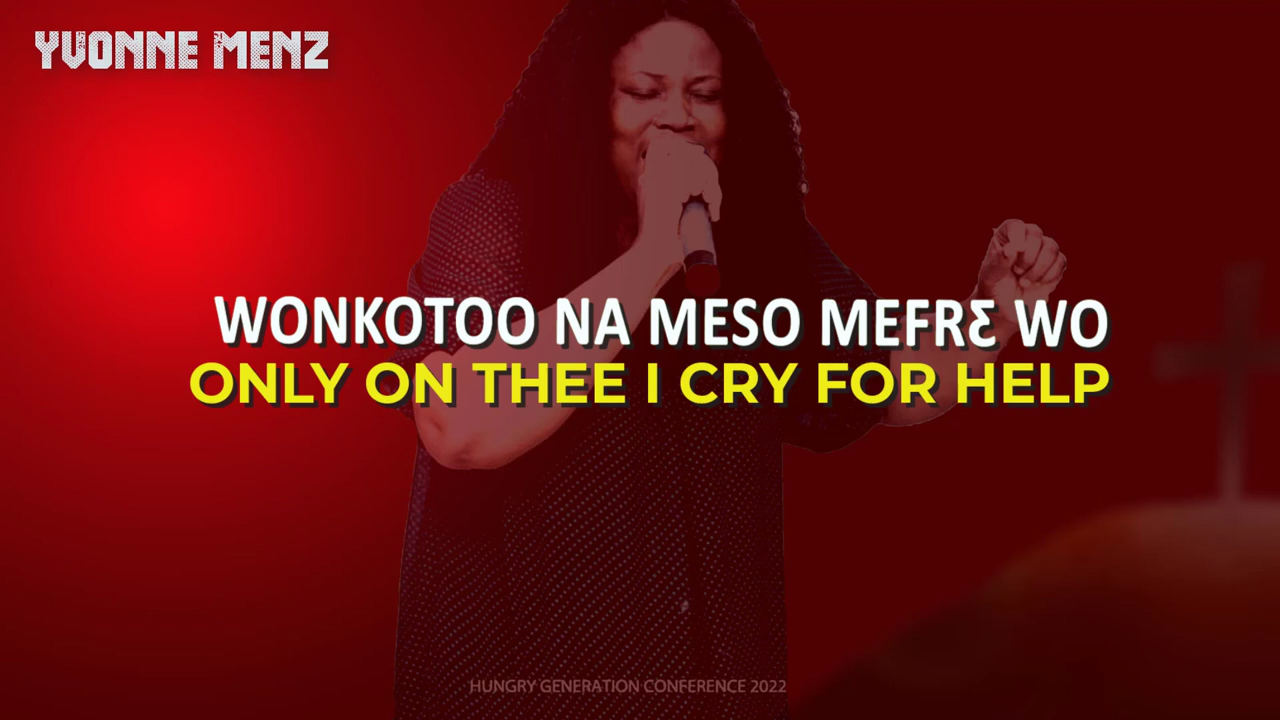 YVONNE MENZ
WONKOTOO NA MESO MEFRƐ WO
ONLY ON THEE I CRY FOR HELP
HUNGRY GENERATION CONFERENCE 2022